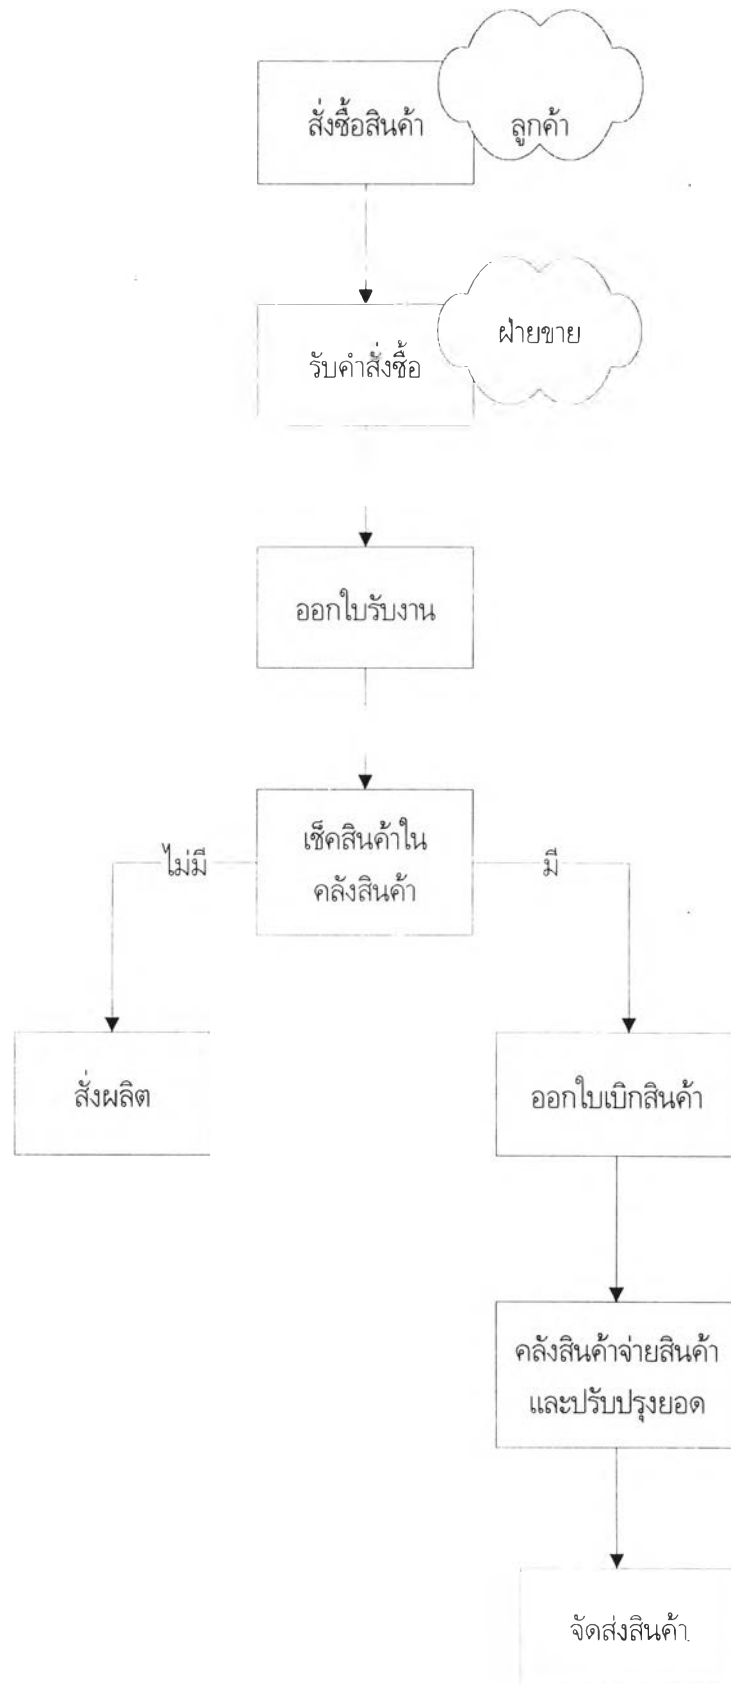 สั่งซื้อสินค้า
ลูกค้า
ฝ่ายขาย
รับคำสั่งซื้อ
ออกใบรับงาน
เช็คสินค้าใน
คลังสินค้า
ไม่มี
มี
สั่งผลิต
ออกใบเบิกสินค้า
คลังสินค้าจ่ายสินค้า
และปรับปรุงยอด
จัดส่งสินค้า